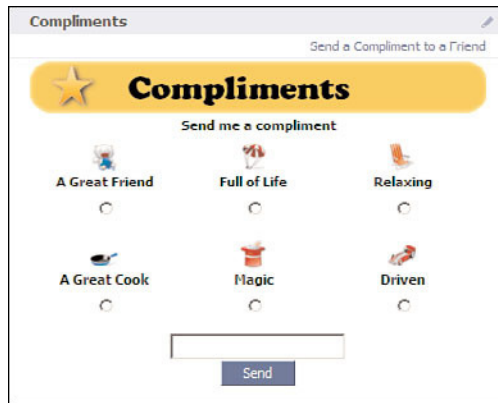 Compliments
Send a Compliment to a Friend
Compliments
Send me a compliment
A Great Friend Full of Life Relaxing
A Great Cook Magic Driven
Send